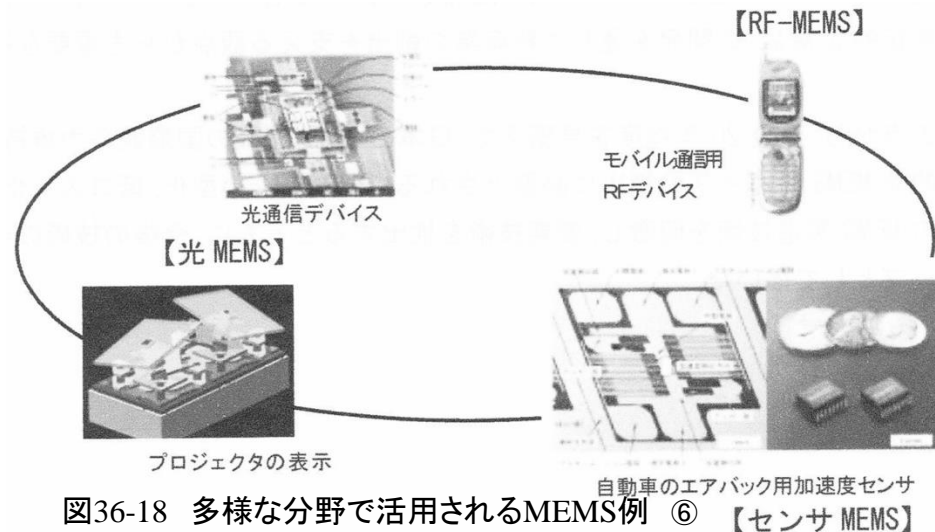 【RF-MEMS】
モバイル通信用
RFデバイス
光通信デバイス
【光 MEMS】
プロジェクタの表示
自動車のエアバック用加速度センサ
図36-18 多様な分野で活用されるMEMS例 ⑥
【センサ MEMS】